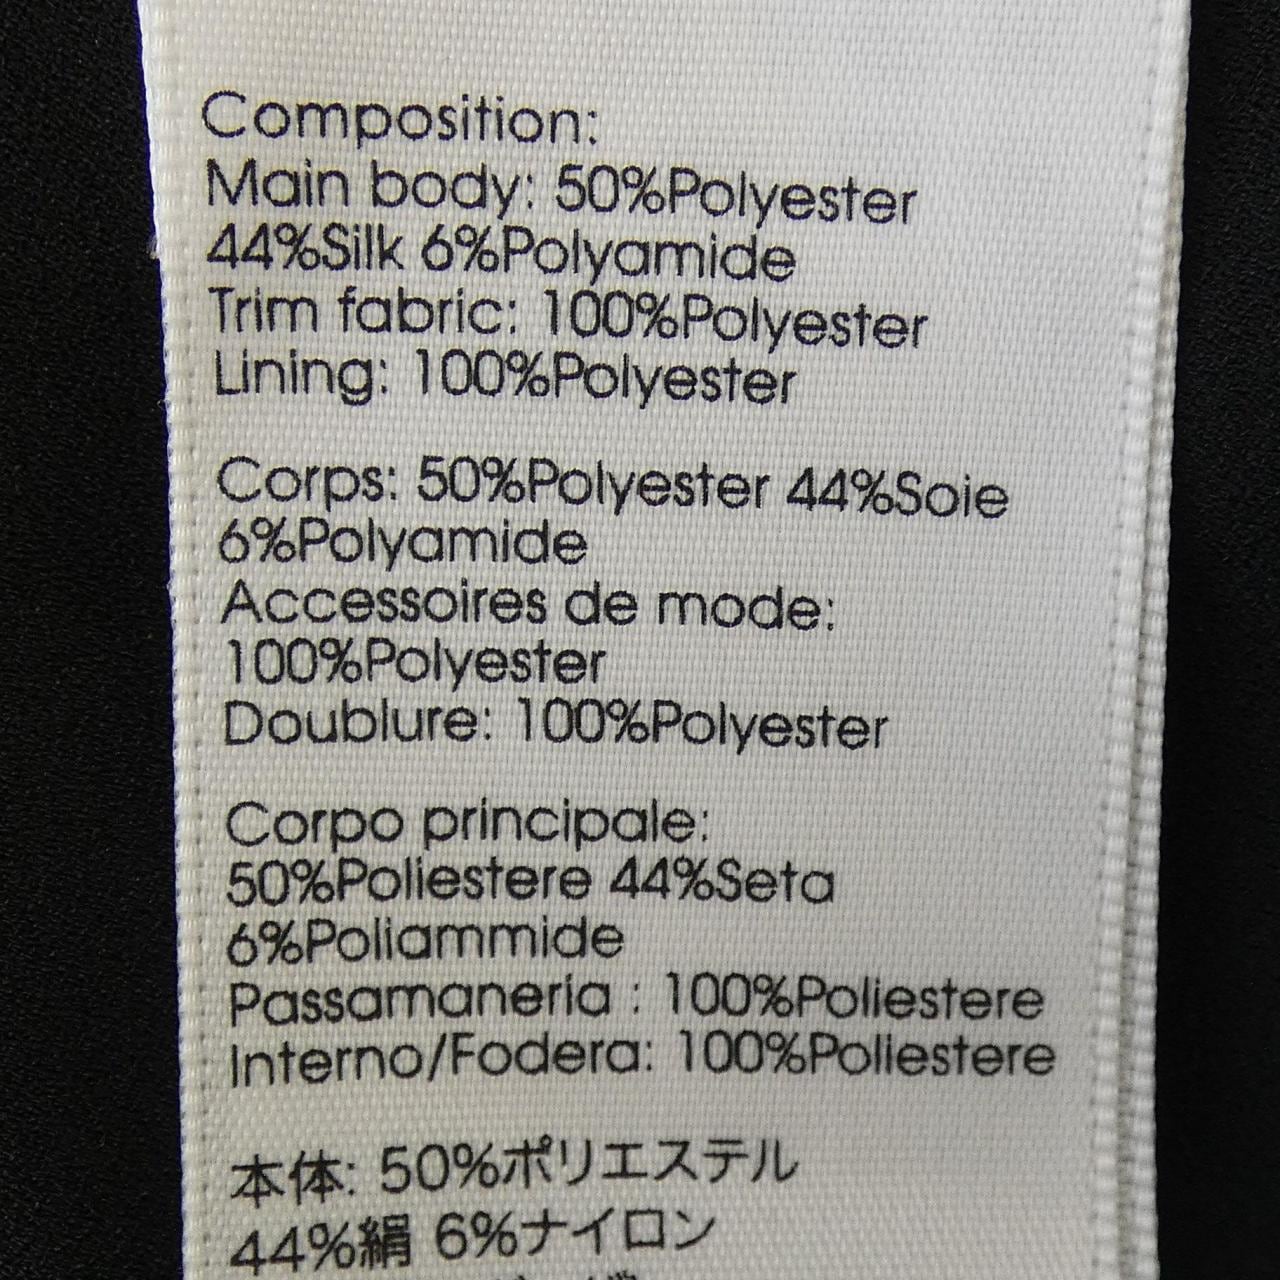 Composition:
Main body: 50%Polyester
44%Silk 6%Polyamide
Trim fabric: 100%Polyester
Lining: 100%Polyester
Corps: 50%Polyester 44%Soie
6%Polyamide
Accessoires de mode:
100%Polyester
Doublure: 100%Polyester
Corpo principale:
50%Poliestere 44%Seta
6%Poliammide
Passamaneria : 100%Poliestere
Interno/Fodera: 100%Poliestere
本体: 50%ポリエステル
44%絹 6%ナイロン